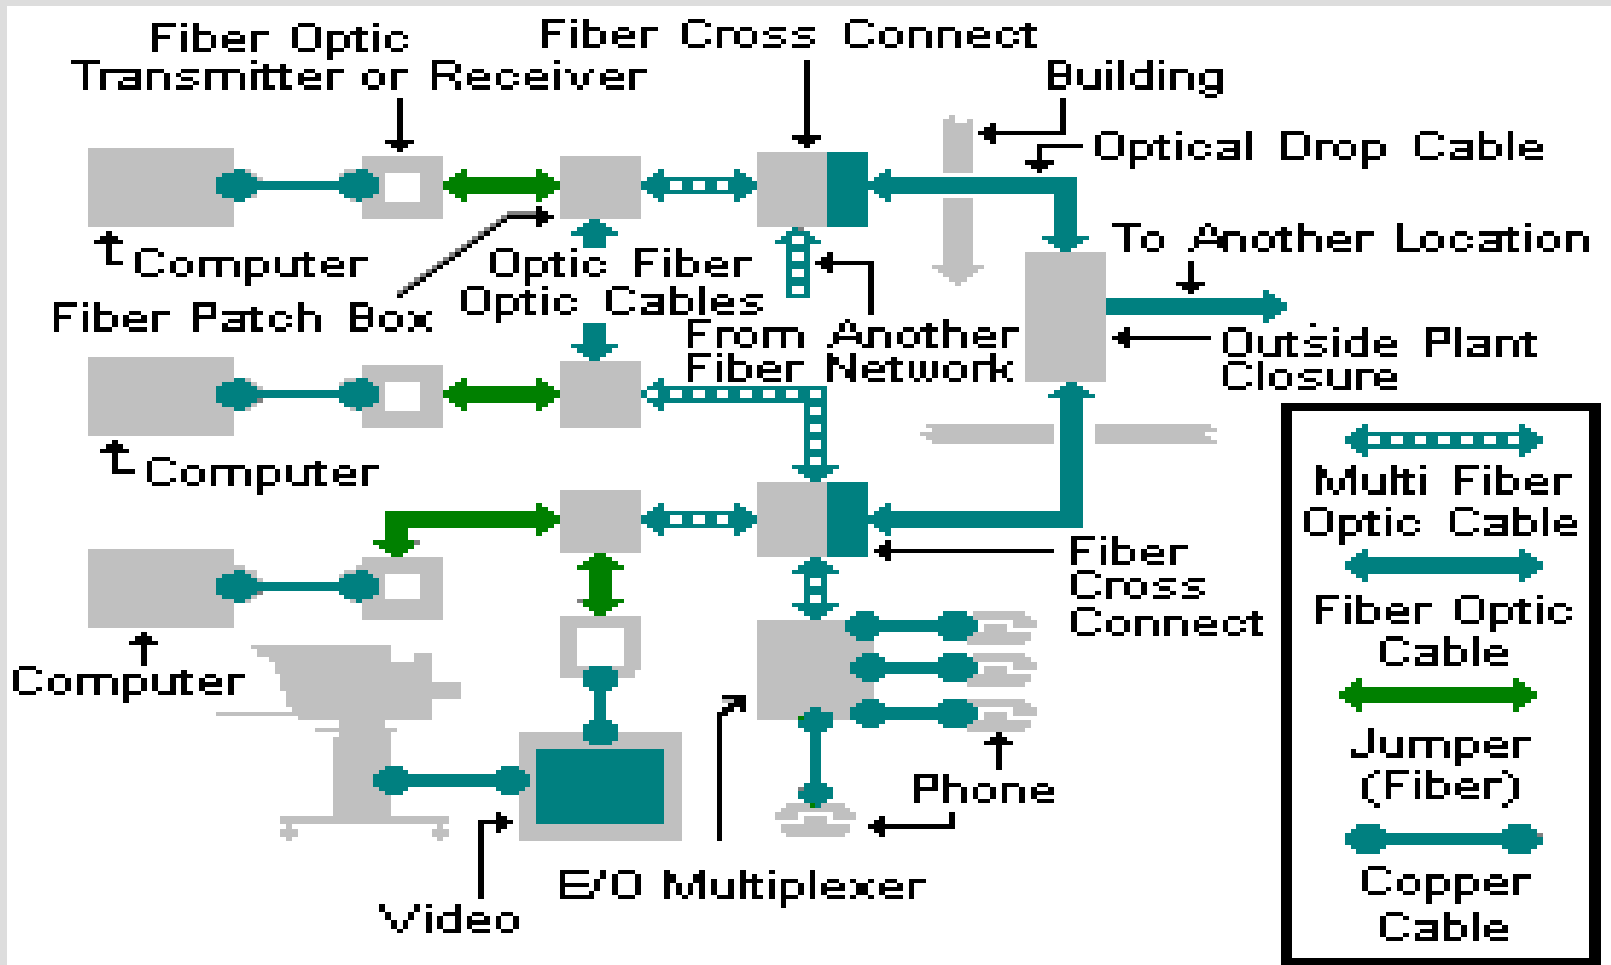 Fiber Optic
Transmitter or Receiver
Fiber Cross Connect
Building
Optical Drop Cable
Computer
Fiber Patch Box
Optic Fiber
Optic Cables
To Another Location
From Another
Fiber Network
Outside Plant
Closure
Computer
Fiber
Cross
Connect
Computer
Phone
E/O Multiplexer
Video
Multi Fiber
Optic Cable
Fiber Optic
Cable
Jumper
(Fiber)
Copper
Cable